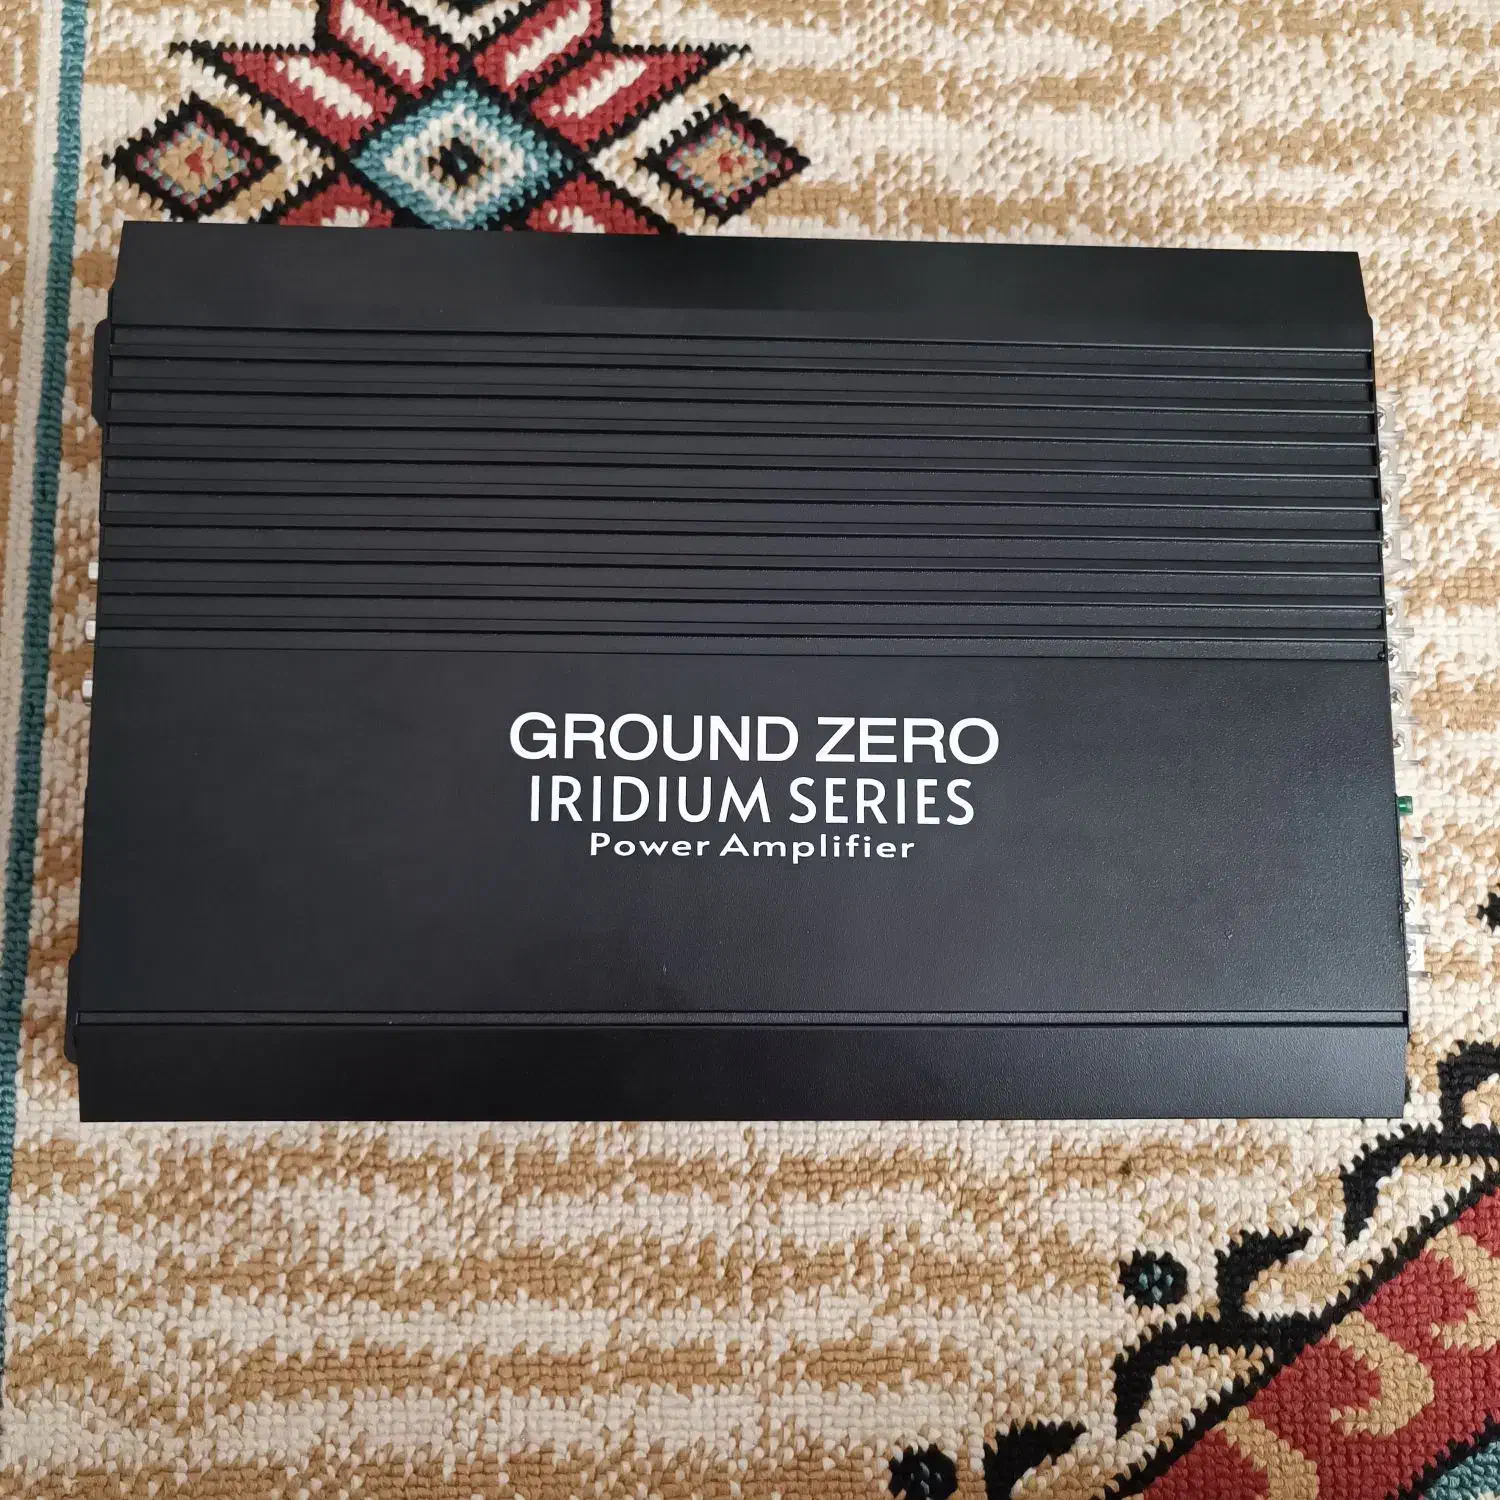 GROUND ZERO
IRIDIUM SERIES
Power Amplifier